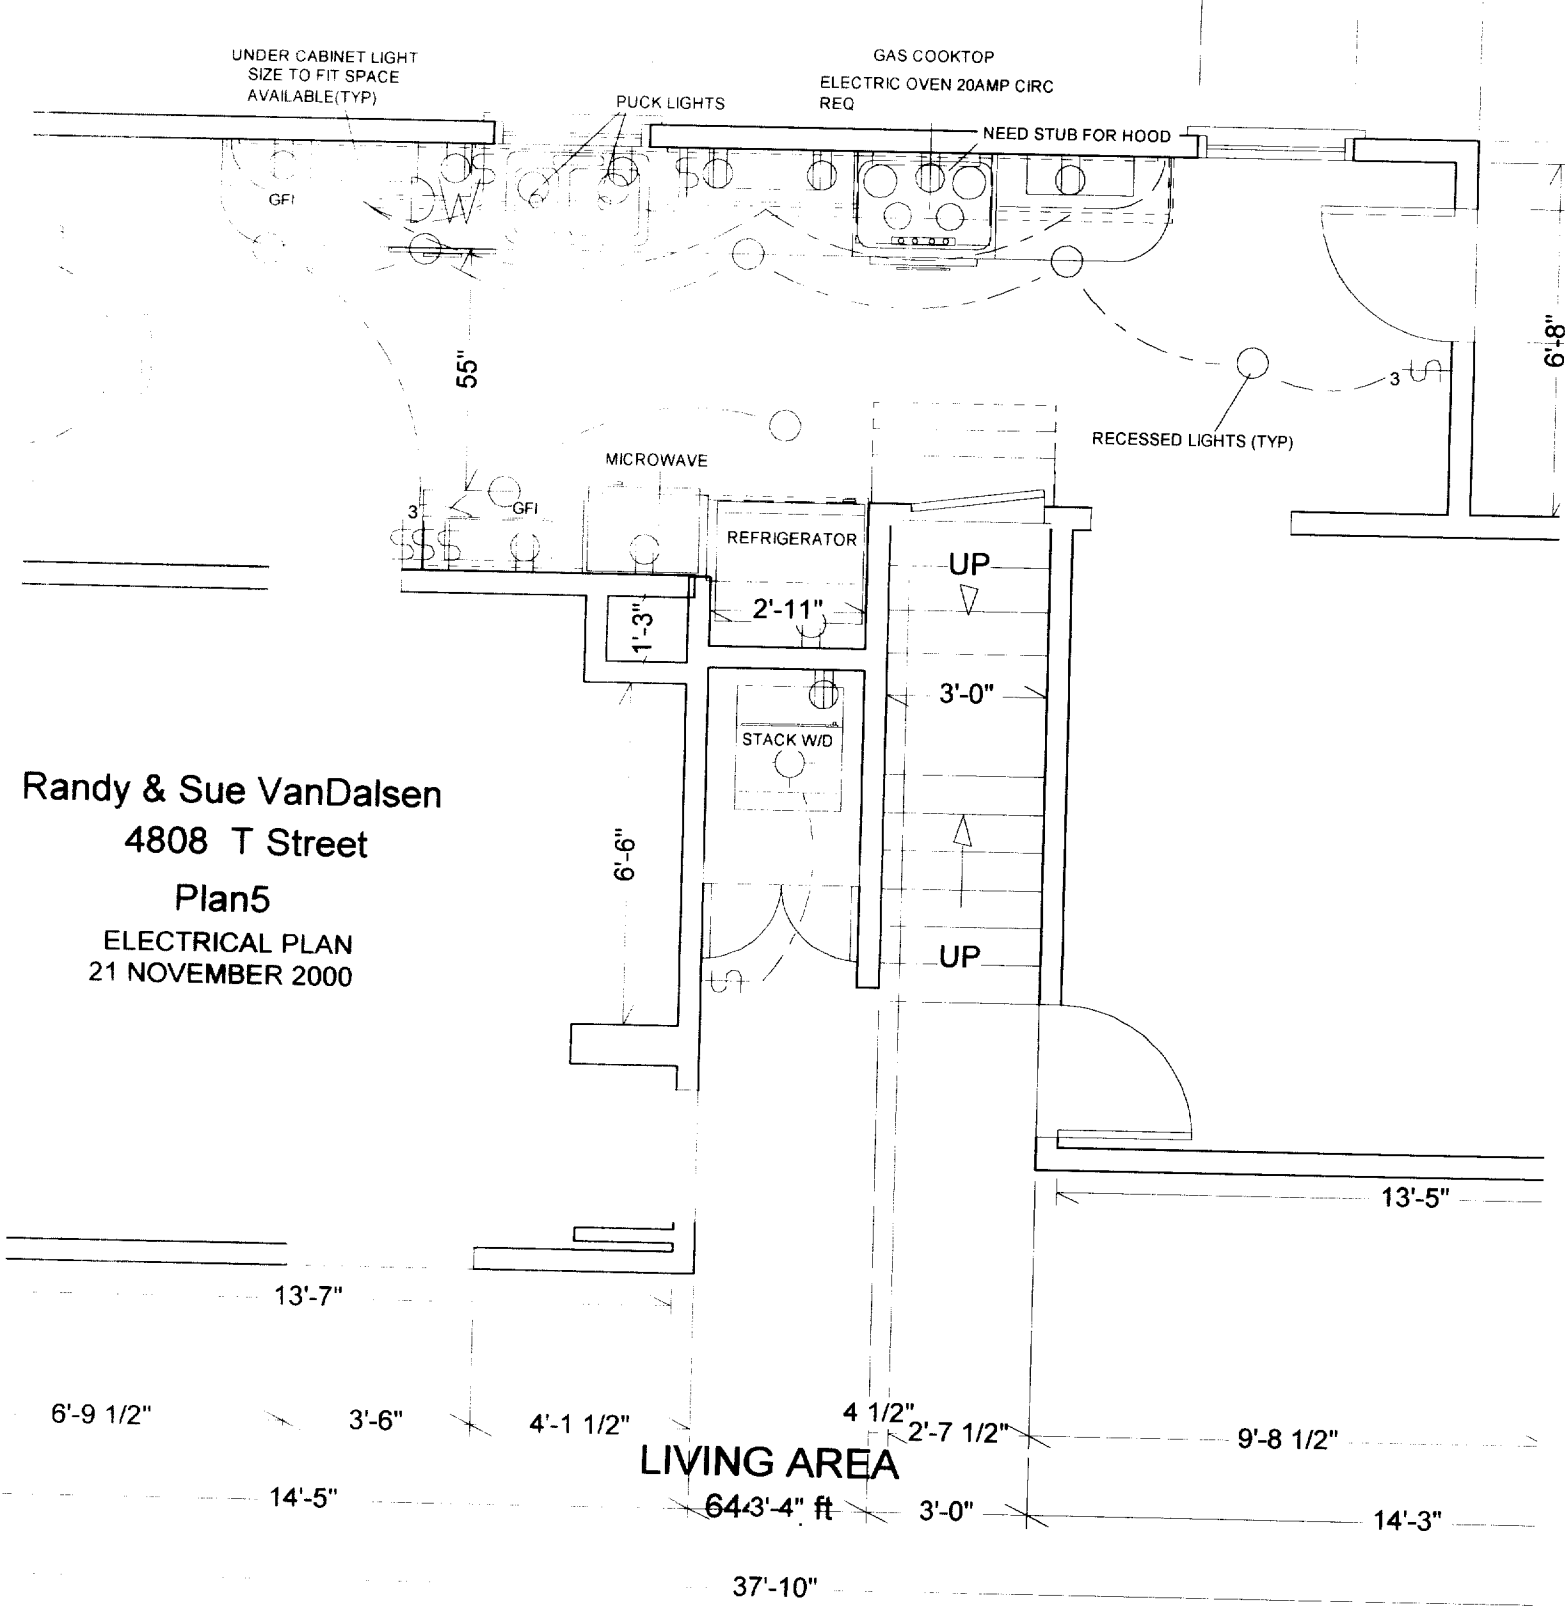 UNDER CABINET LIGHT
SIZE TO FIT SPACE
AVAILABLE(TYP)
PUCK LIGHTS
GAS COOKTOP
ELECTRIC OVEN 20AMP CIRC
REQ
NEED STUB FOR HOOD
GFI
DW
$
$
55"
6'-8"
3 $
RECESSED LIGHTS (TYP)
MICROWAVE
GFI
3
$$$
REFRIGERATOR
UP
2'-11"
1'-3"
3'-0"
STACK W/D
6'-6"
UP
$
Randy & Sue VanDalsen
4808 T Street
Plan5
ELECTRICAL PLAN
21 NOVEMBER 2000
13'-5"
13'-7"
6'-9 1/2"
3'-6"
4'-1 1/2"
4 1/2"
2'-7 1/2"
9'-8 1/2"
LIVING AREA
14'-5"
3'-4" ft
3'-0"
14'-3"
37'-10"